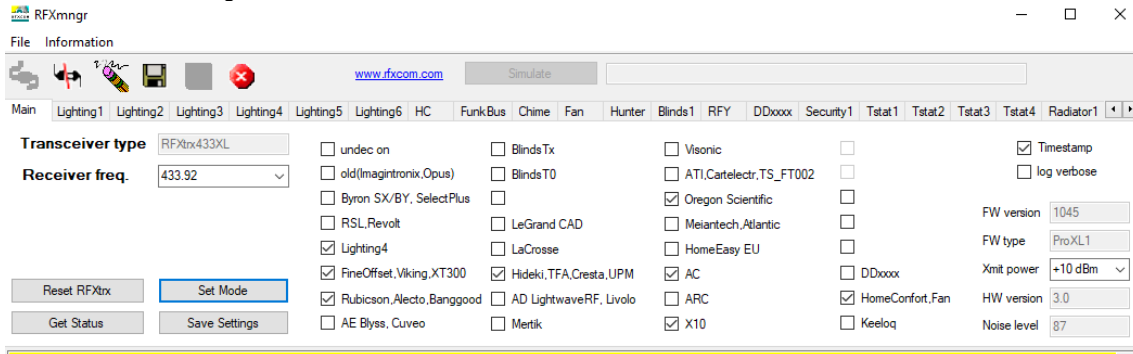 RFXmngr
File Information
www.rfxcom.com Simulate
Main Lighting1 Lighting2 Lighting3 Lighting4 Lighting5 Lighting6 HC FunkBus Chime Fan Hunter Blinds1 RFY DDxxxx Security1 Tstat1 Tstat2 Tstat3 Tstat4 Radiator1
Transceiver type RFXtrx433XL
Receiver freq. 433.92
Reset RFXtrx Set Mode
Get Status Save Settings
undec on
old(Imagintronix,Opus)
Byron SX/BY, SelectPlus
RSL,Revolt
Lighting4
FineOffset,Viking,XT300
Rubicson,Alecto,Banggood
AE Blyss, Cuveo
BlindsTx
BlindsT0
LeGrand CAD
LaCrosse
Hideki,TFA,Cresta,UPM
AD LightwaveRF, Livolo
Mertik
Visonic
ATI,Cartelectr,TS_FT002
Oregon Scientific
Meiantech,Atlantic
HomeEasy EU
AC
ARC
X10
DDxxxx
HomeConfort,Fan
Keeloq
Timestamp
log verbose
FW version 1045
FW type ProXL1
Xmit power +10 dBm
HW version 3.0
Noise level 87